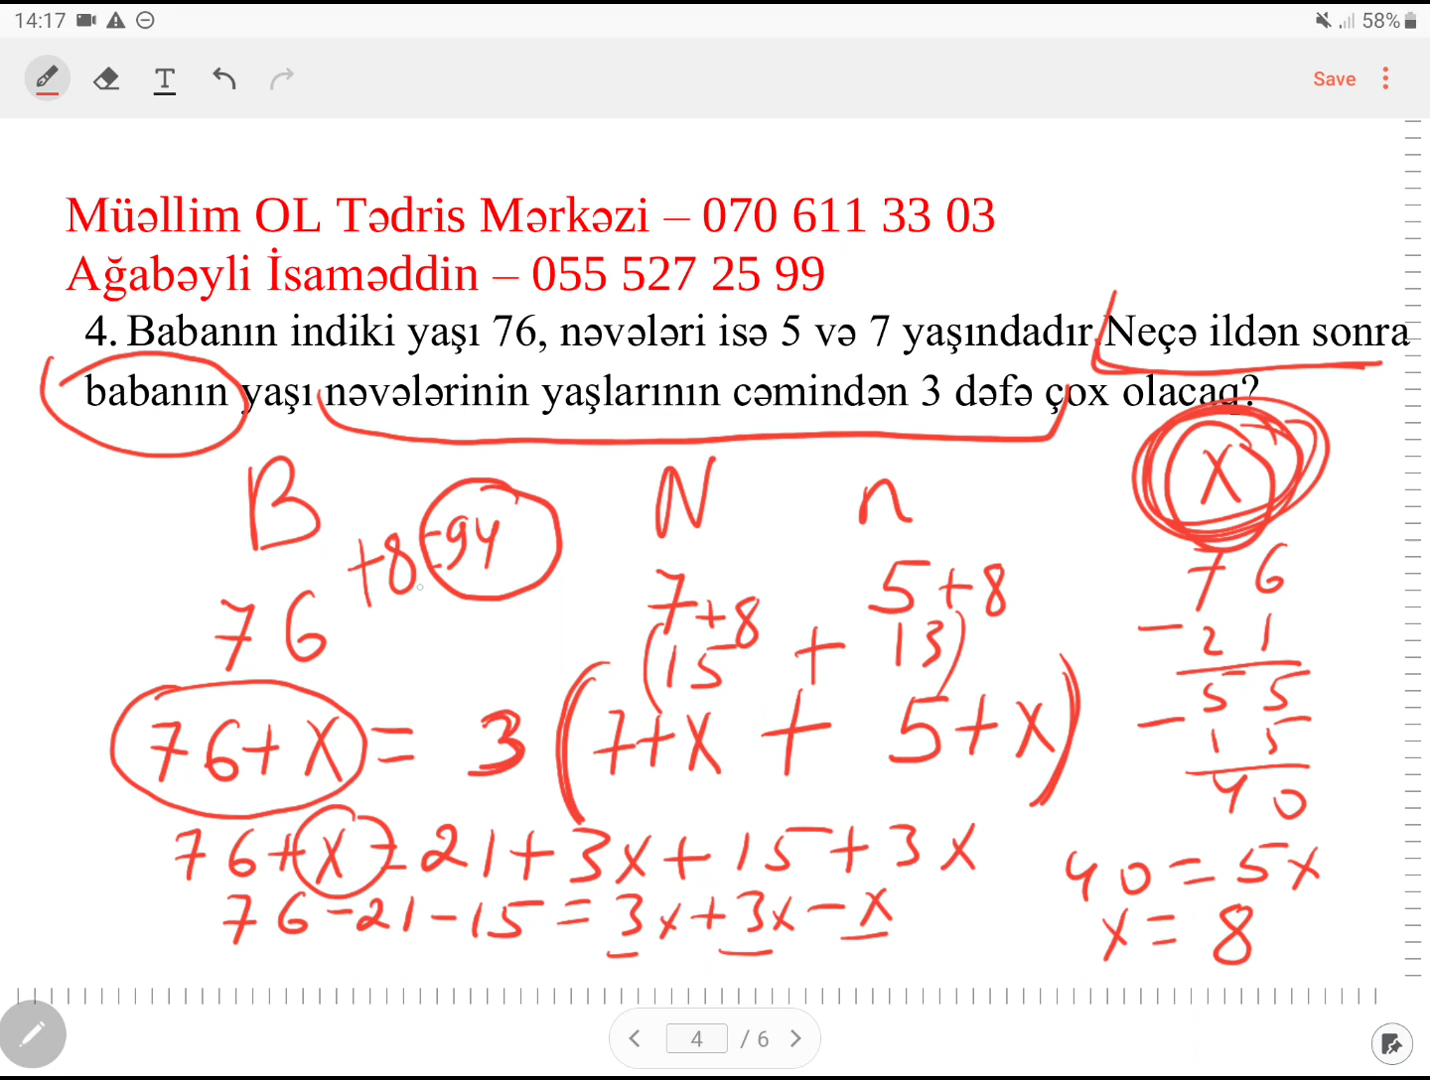 14:17 58%
T Save
Müəllim OL Tədris Mərkəzi – 070 611 33 03
Ağabəyli İsaməddin – 055 527 25 99
4. Babanın indiki yaşı 76, nəvələri isə 5 və 7 yaşındadır. Neçə ildən sonra
babanın yaşı nəvələrinin yaşlarının cəmindən 3 dəfə çox olacaq?
B N n X
76 +8=94 7+8 5+8
(15 + 13)
76+X = 3 (7+X + 5+X)
76+X=21+3X+15+3X
76-21-15=3X+3X-X
76
-21
55
-15
40
40=5X
X=8
4 / 6